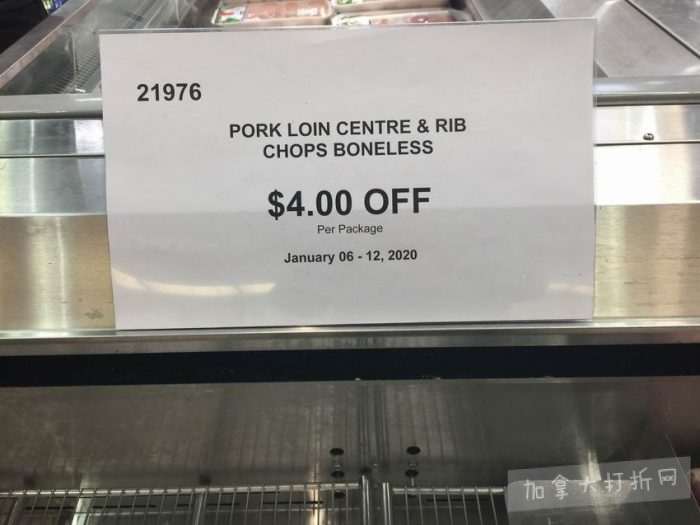 21976
PORK LOIN CENTRE & RIB
CHOPS BONELESS
$4.00 OFF
Per Package
January 06 - 12, 2020
加拿大打折网